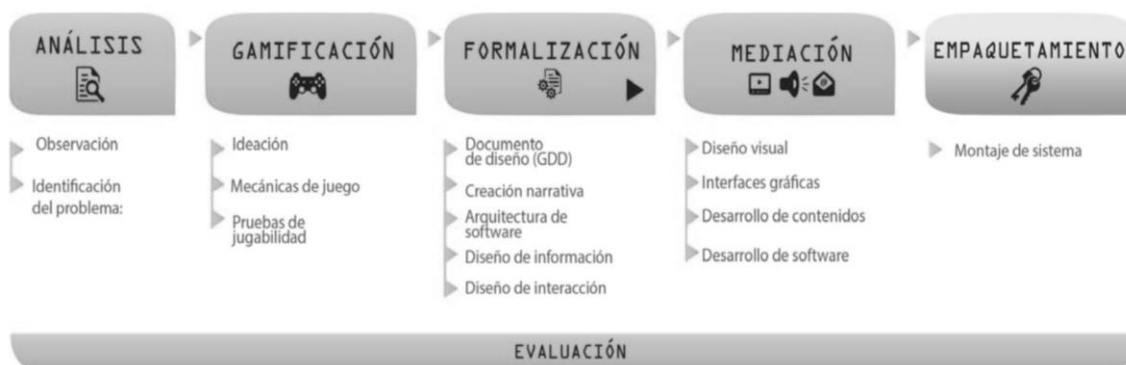 ANÁLISIS
Observación
Identificación
del problema:
GAMIFICACIÓN
Ideación
Mecánicas de juego
Pruebas de
jugabilidad
FORMALIZACIÓN
Documento
de diseño (GDD)
Creación narrativa
Arquitectura de
software
Diseño de información
Diseño de interacción
MEDIACIÓN
Diseño visual
Interfaces gráficas
Desarrollo de contenidos
Desarrollo de software
EMPAQUETAMIENTO
Montaje de sistema
EVALUACIÓN